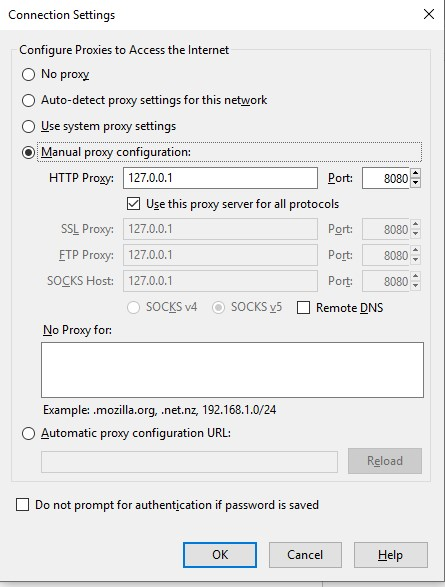 Connection Settings
Configure Proxies to Access the Internet
No proxy
Auto-detect proxy settings for this network
Use system proxy settings
Manual proxy configuration:
HTTP Proxy: 127.0.0.1 Port: 8080
Use this proxy server for all protocols
SSL Proxy: 127.0.0.1 Port: 8080
FTP Proxy: 127.0.0.1 Port: 8080
SOCKS Host: 127.0.0.1 Port: 8080
SOCKS v4 SOCKS v5 Remote DNS
No Proxy for:
Example: .mozilla.org, .net.nz, 192.168.1.0/24
Automatic proxy configuration URL:
Reload
Do not prompt for authentication if password is saved
OK Cancel Help